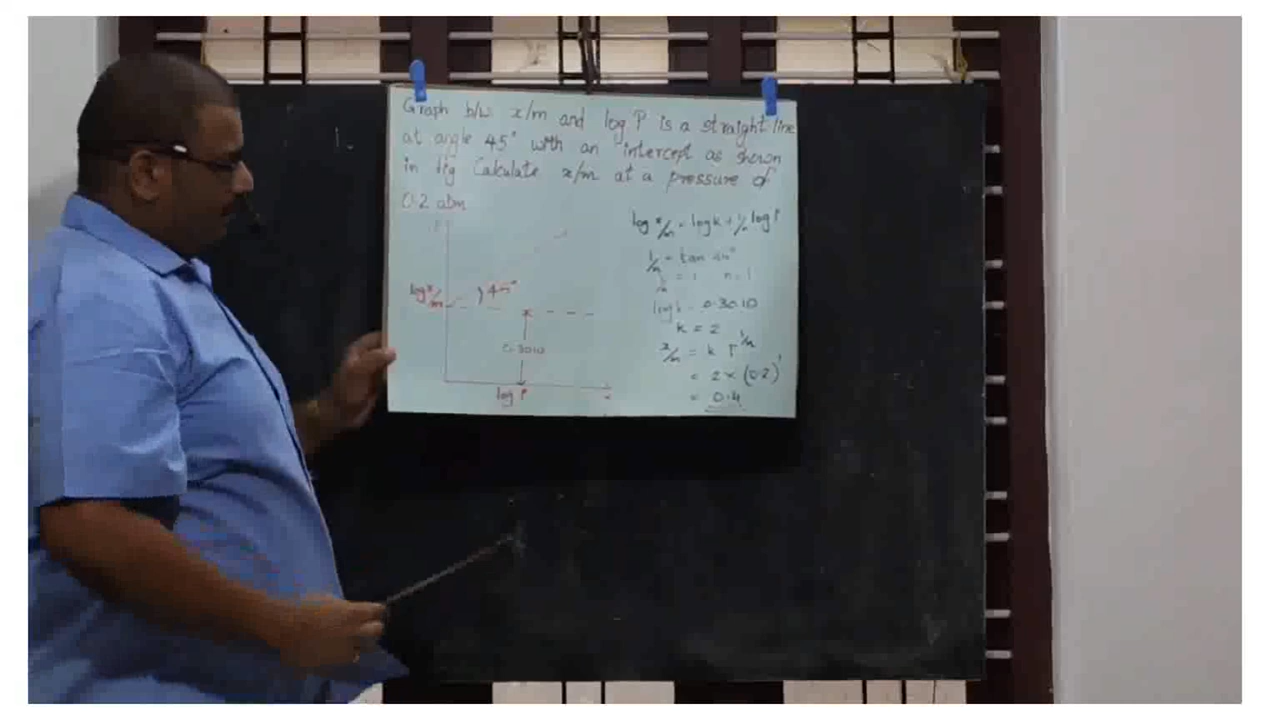 Graph b/w x/m and log P is a straight line
at angle 45° with an intercept as shown
in fig Calculate x/m at a pressure of
0.2 atm
log x/m
45°
0.3010
log P
log x/m = log k + 1/n log P
1/n = tan 45°
1/n = 1 n = 1
log k = 0.3010
k = 2
x/m = k P^1/n
= 2 × (0.2)^1
= 0.4